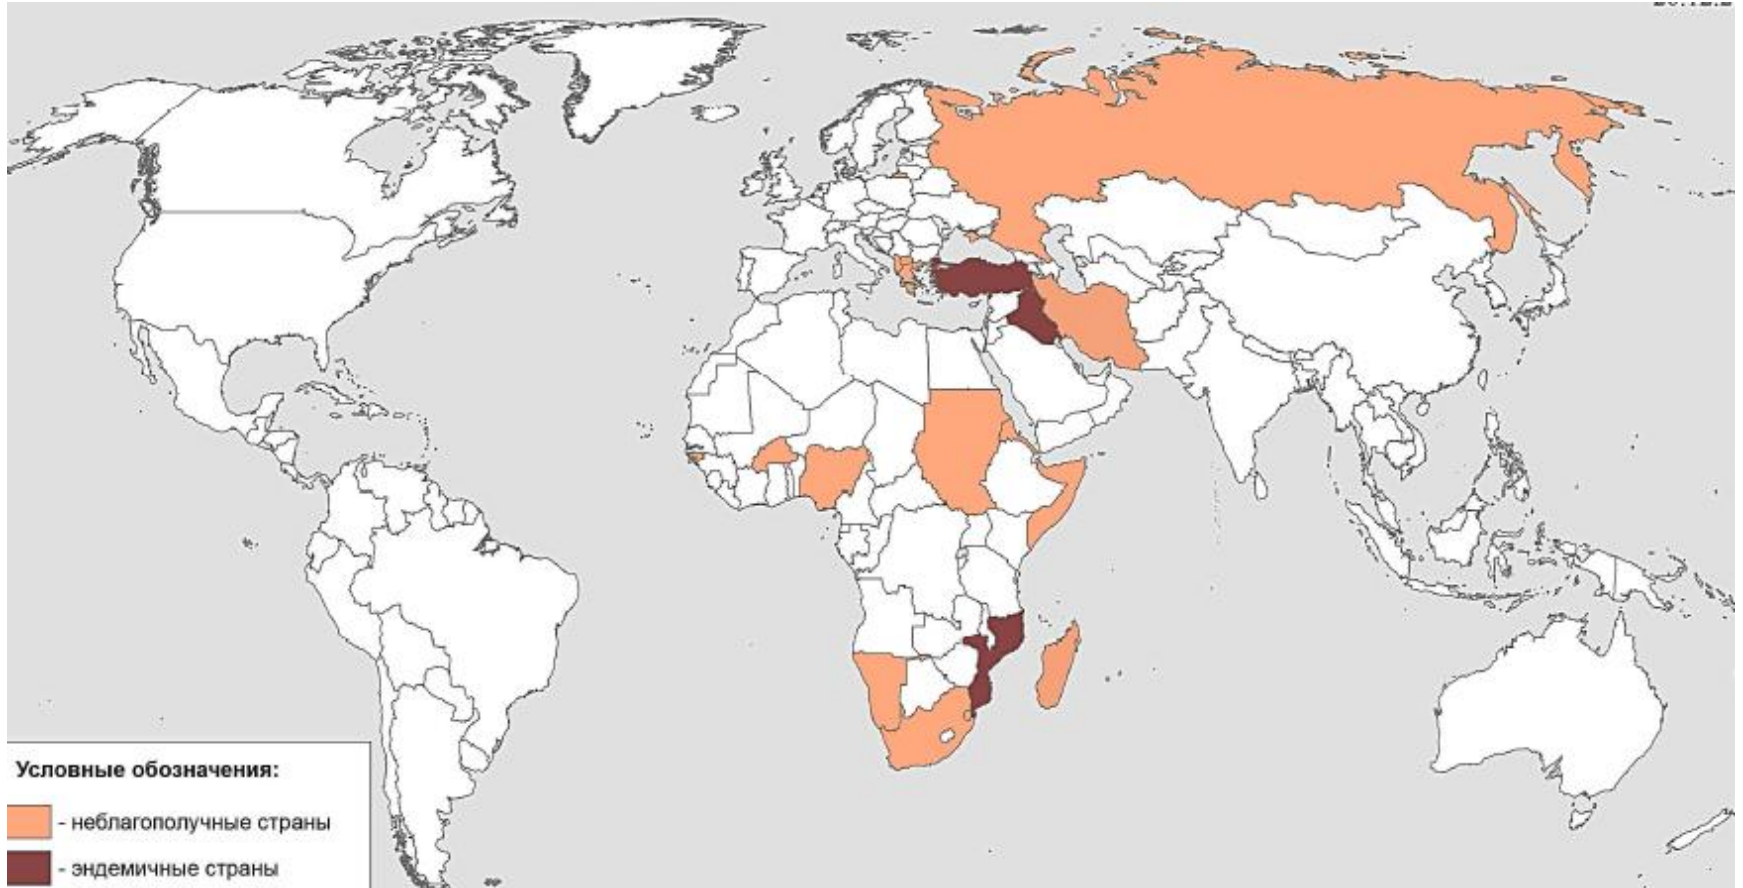 Условные обозначения:
- неблагополучные страны
- эндемичные страны